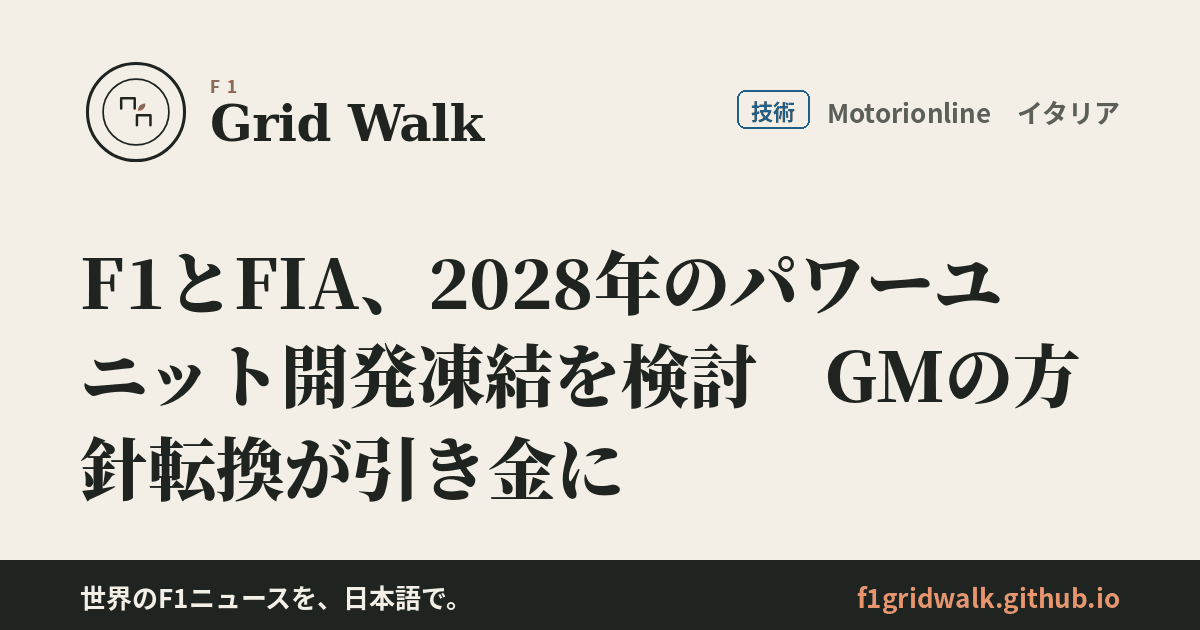 F1
Grid Walk
技術 Motorionline イタリア
F1とFIA、2028年のパワーユ
ニット開発凍結を検討　GMの方
針転換が引き金に
世界のF1ニュースを、日本語で。
f1gridwalk.github.io